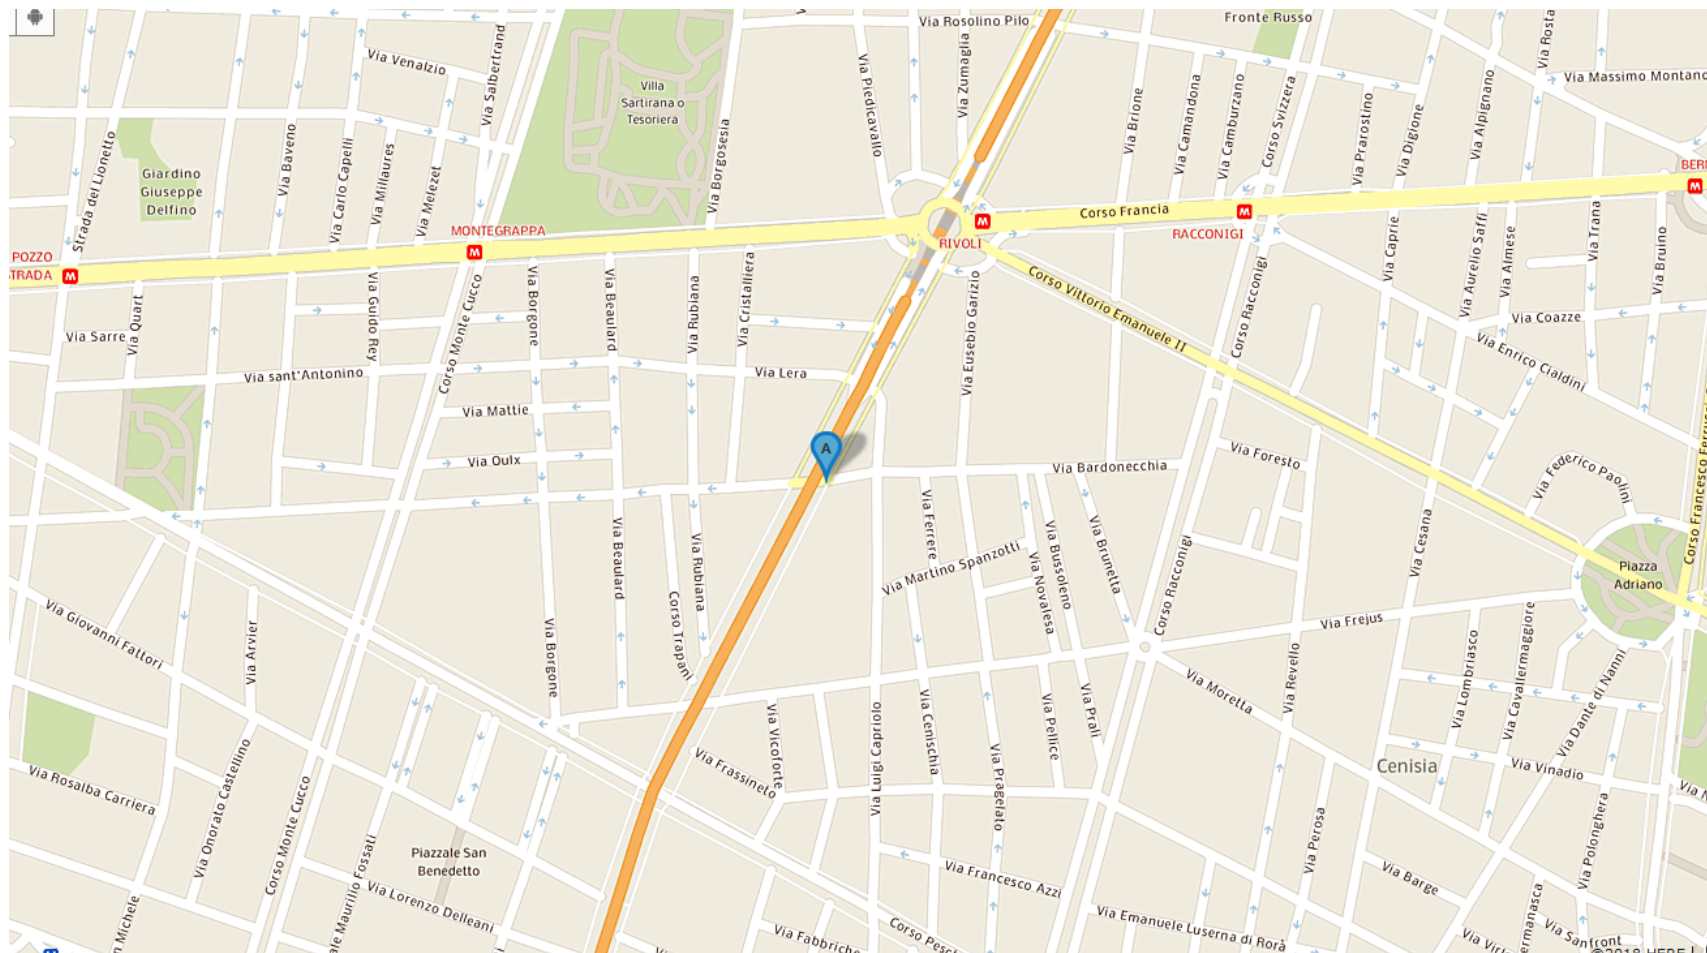 Via Rosolino Pilo
Fronte Russo
Via Venalzio
Via Salbertrand
Via Zumaglia
Via Piedicavallo
Via Massimo Montano
Villa
Sartirana o
Tesoriera
Via Brione
Via Camandona
Via Camburzano
Corso Svizzera
Via Prarostino
Via Digione
Via Alpignano
Strada del Lionetto
Giardino
Giuseppe
Delfino
Via Baveno
Via Carlo Capelli
Via Millaures
Via Mezzet
Via Borgosesia
Corso Francia
MONTEGRAPPA
M
RIVOLI
M
RACCONIGI
M
M
POZZO
STRADA
M
Via Caprie
Via Aurelio Saffi
Via Almese
Via Trana
Via Bruino
Via Sarre
Via Quart
Via Guido Rey
Corso Monte Cucco
Via Borgone
Via Beaulard
Via Rubiana
Via Cristalliera
Via Eusebio Garizio
Corso Vittorio Emanuele II
Corso Racconigi
Via Coazze
Via Enrico Cialdini
Via sant'Antonino
Via Lera
Via Mattie
Via Oulx
A
Via Bardonecchia
Via Foresto
Via Federico Paolini
Via Beaulard
Via Rubiana
Corso Trapani
Via Borgone
Via Ferrere
Via Martino Spanzotti
Via Novalesa
Via Bussoleno
Via Brunetta
Corso Racconigi
Via Cesana
Piazza
Adriano
Via Frejus
Via Giovanni Fattori
Via Arvier
Via Vicoforte
Via Frassineto
Via Luigi Capriolo
Via Cenischia
Via Pragelato
Via Pellice
Via Prali
Via Moretta
Via Revello
Via Lombriasco
Via Cavallermaggiore
Via Dante di Nanni
Cenisia
Via Vinadio
Via Rosalba Carriera
Via Onorato Castellino
Corso Monte Cucco
Piazzale San
Benedetto
Via Lorenzo Delleani
Via Francesco Azzi
Via Perosa
Via Barge
Via Polonghera
Via Emanuele Luserna di Rorà
Via Sanfront